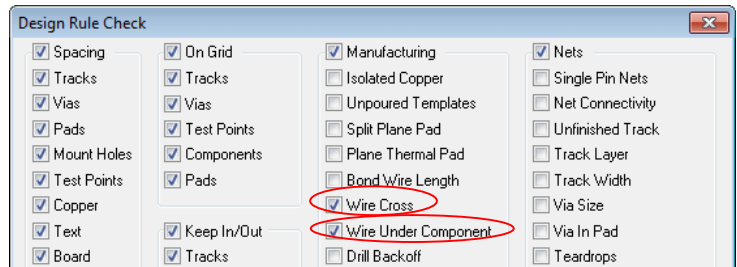 Design Rule Check
Spacing
Tracks
Vias
Pads
Mount Holes
Test Points
Copper
Text
Board
On Grid
Tracks
Vias
Test Points
Components
Pads
Keep In/Out
Tracks
Manufacturing
Isolated Copper
Unpoured Templates
Split Plane Pad
Plane Thermal Pad
Bond Wire Length
Wire Cross
Wire Under Component
Drill Backoff
Nets
Single Pin Nets
Net Connectivity
Unfinished Track
Track Layer
Track Width
Via Size
Via In Pad
Teardrops